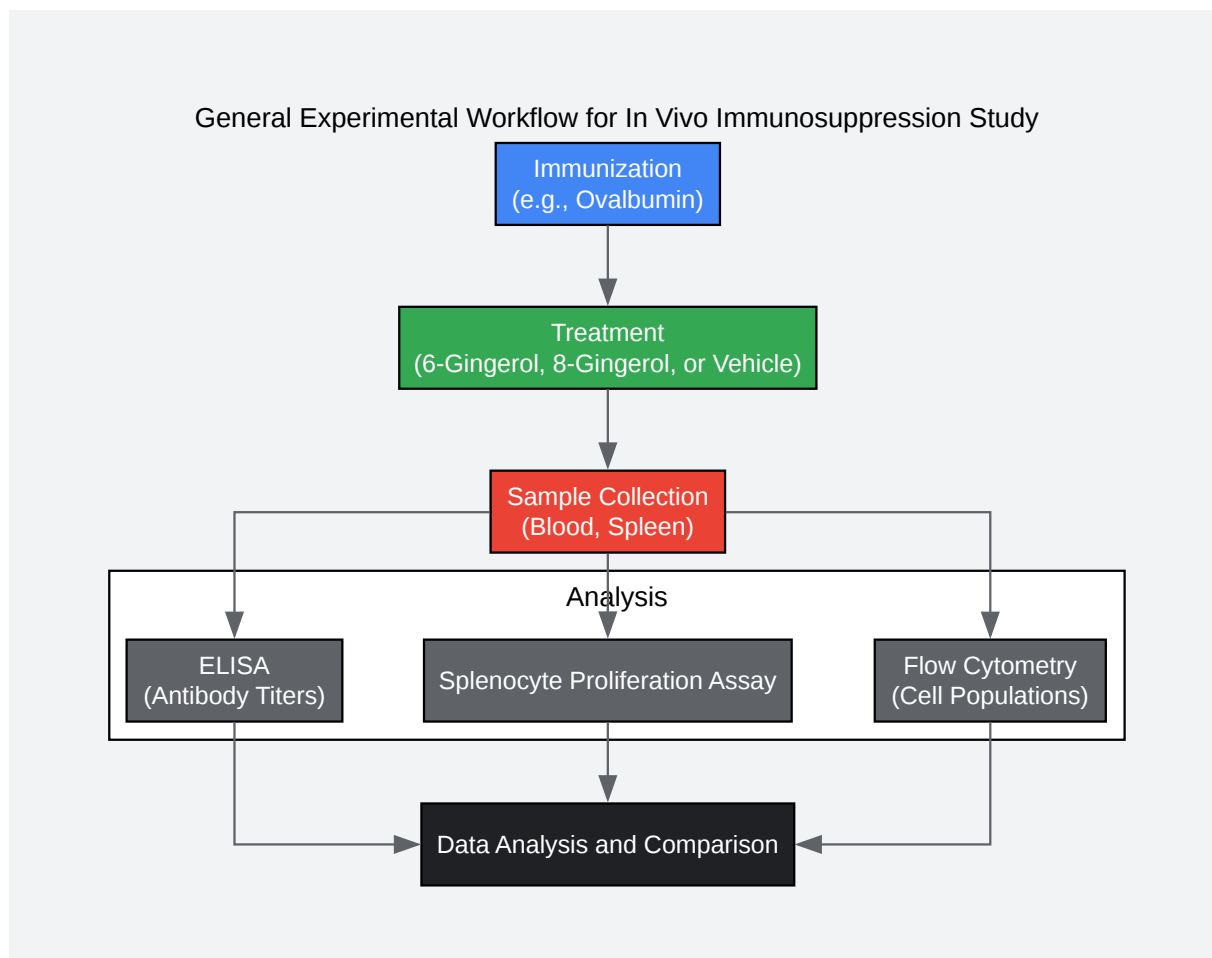 General Experimental Workflow for In Vivo Immunosuppression Study
Immunization
(e.g., Ovalbumin)
Treatment
(6-Gingerol, 8-Gingerol, or Vehicle)
Sample Collection
(Blood, Spleen)
Analysis
ELISA
(Antibody Titers)
Splenocyte Proliferation Assay
Flow Cytometry
(Cell Populations)
Data Analysis and Comparison